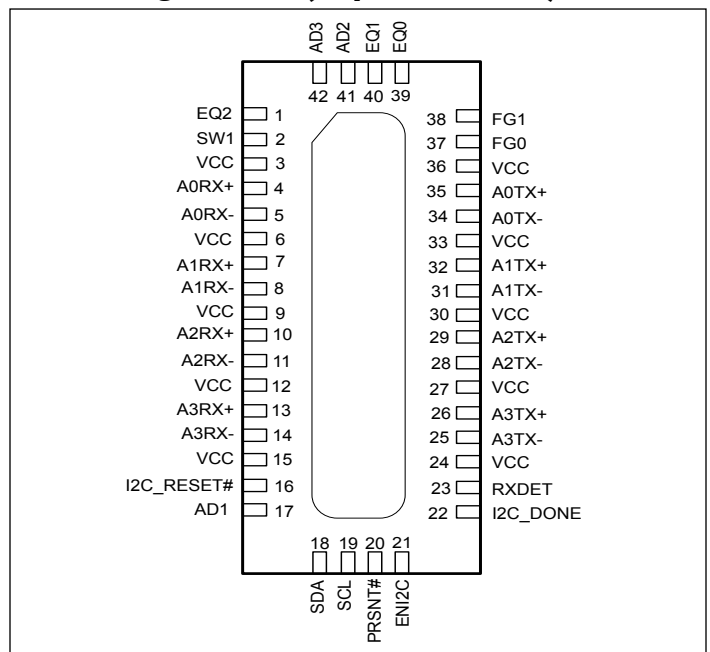 AD3 AD2 EQ1 EQ0
42 41 40 39
EQ2 1
SW1 2
VCC 3
A0RX+ 4
A0RX- 5
VCC 6
A1RX+ 7
A1RX- 8
VCC 9
A2RX+ 10
A2RX- 11
VCC 12
A3RX+ 13
A3RX- 14
VCC 15
I2C_RESET# 16
AD1 17
38 FG1
37 FG0
36 VCC
35 A0TX+
34 A0TX-
33 VCC
32 A1TX+
31 A1TX-
30 VCC
29 A2TX+
28 A2TX-
27 VCC
26 A3TX+
25 A3TX-
24 VCC
23 RXDET
22 I2C_DONE
18 19 20 21
SDA SCL PRSNT# ENI2C